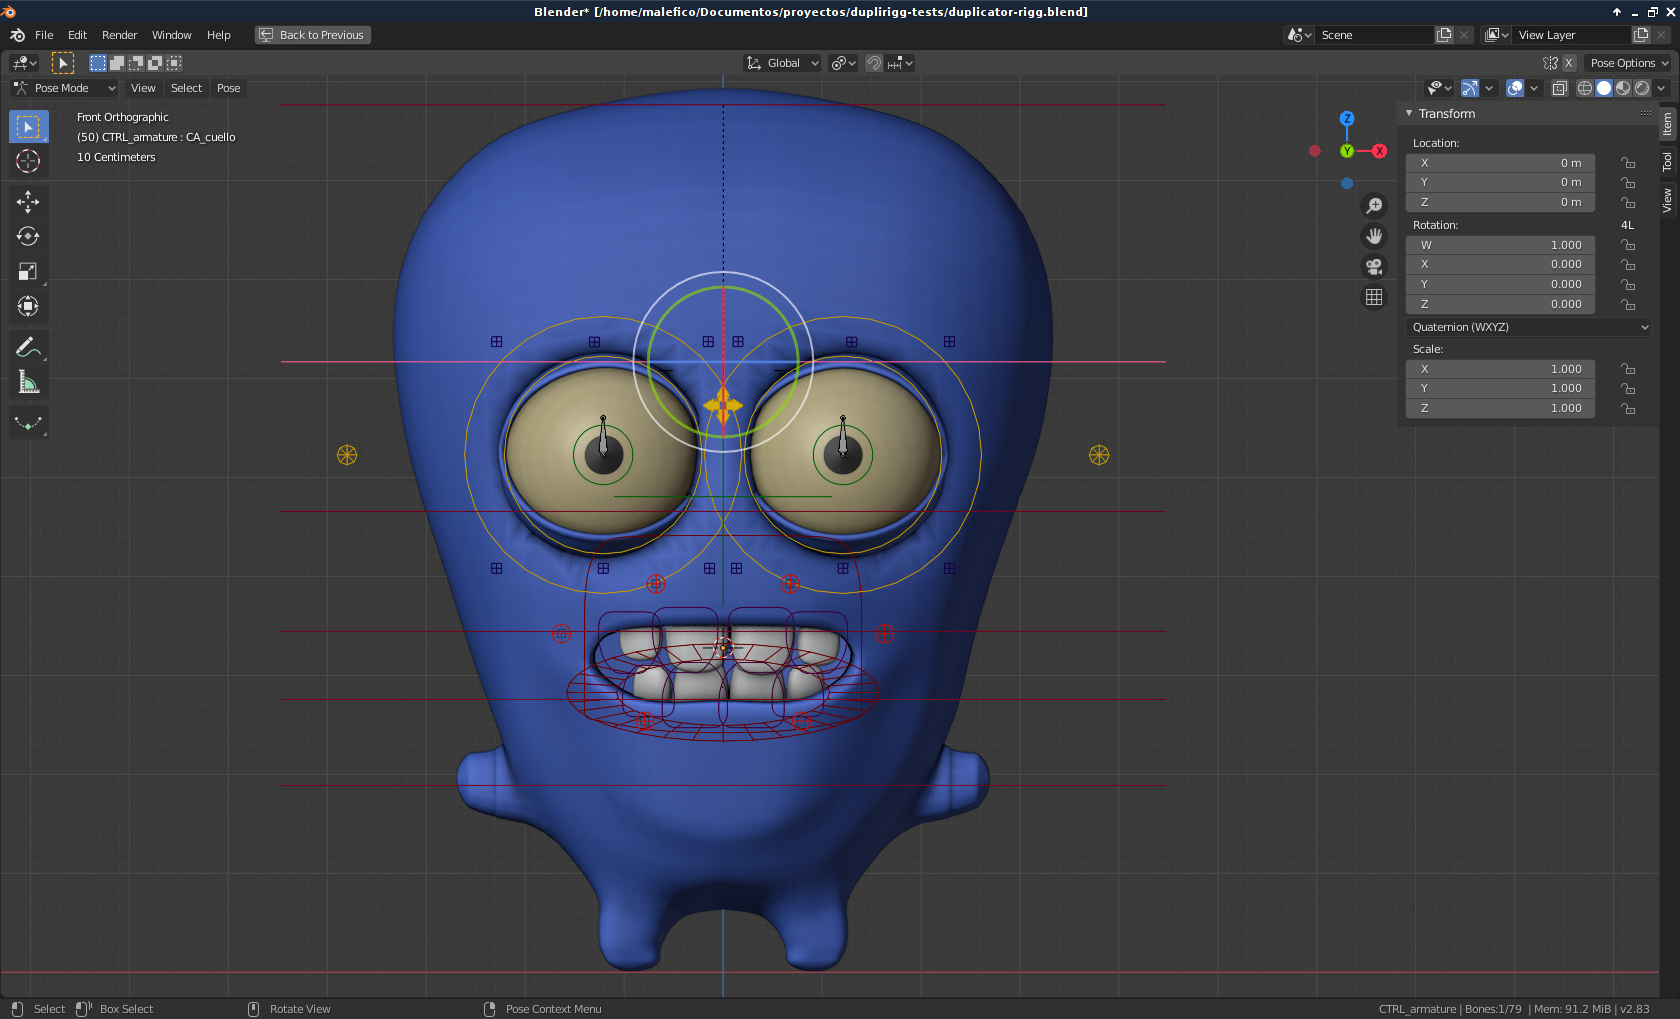 Blender* [/home/malefico/Documentos/proyectos/duplirigg-tests/duplicator-rigg.blend]
File Edit Render Window Help Back to Previous Scene View Layer
Global X Pose Options
Pose Mode View Select Pose
Front Orthographic
(50) CTRL_armature : CA_cuello
10 Centimeters
Z
Y
X
Transform
Location:
X 0 m
Y 0 m
Z 0 m
Rotation: 4L
W 1.000
X 0.000
Y 0.000
Z 0.000
Quaternion (WXYZ)
Scale:
X 1.000
Y 1.000
Z 1.000
Item
Tool
View
Select Box Select Rotate View Pose Context Menu CTRL_armature | Bones:1/79 | Mem: 91.2 MiB | v2.83